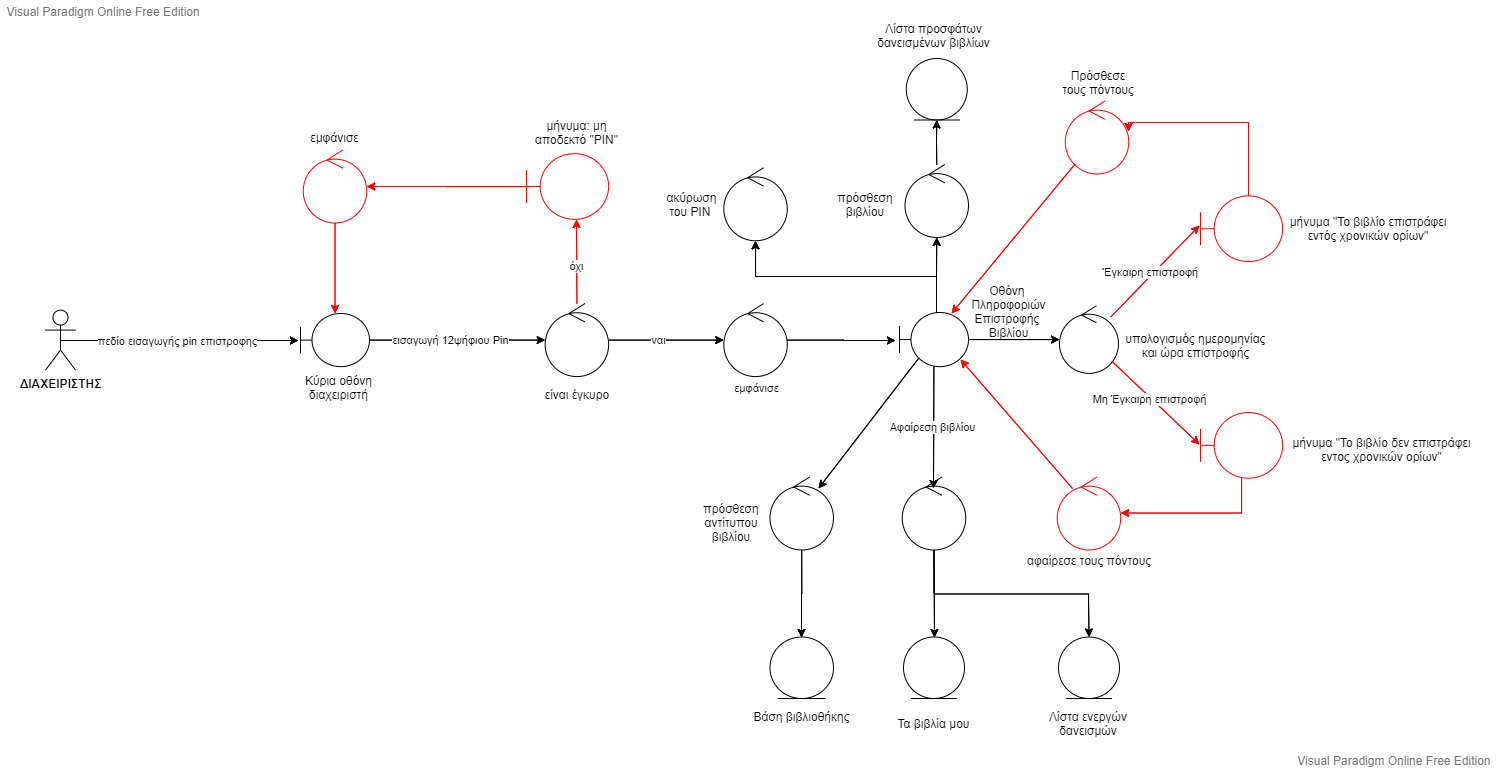 Visual Paradigm Online Free Edition
Λίστα προσφάτων
δανεισμένων βιβλίων
Πρόσθεσε
τους πόντους
εμφάνισε
μήνυμα: μη
αποδεκτό "PIN"
ακύρωση
του PIN
πρόσθεση
βιβλίου
μήνυμα "Το βιβλίο επιστράφει
εντός χρονικών ορίων"
όχι
Έγκαιρη επιστροφή
Οθόνη
Πληροφοριών
Επιστροφής
Βιβλίου
πεδίο εισαγωγής pin επιστροφης
εισαγωγή 12ψήφιου Pin
ναι
υπολογισμός ημερομηνίας
και ώρα επιστροφής
ΔΙΑΧΕΙΡΙΣΤΗΣ
Κύρια οθόνη
διαχειριστή
είναι έγκυρο
εμφάνισε
Μη Έγκαιρη επιστροφή
Αφαίρεση βιβλίου
μήνυμα "Το βιβλίο δεν επιστράφει
εντος χρονικών ορίων"
πρόσθεση
αντίτυπου
βιβλίου
αφαίρεσε τους πόντους
Βάση βιβλιοθήκης
Τα βιβλία μου
Λίστα ενεργών
δανεισμών
Visual Paradigm Online Free Edition